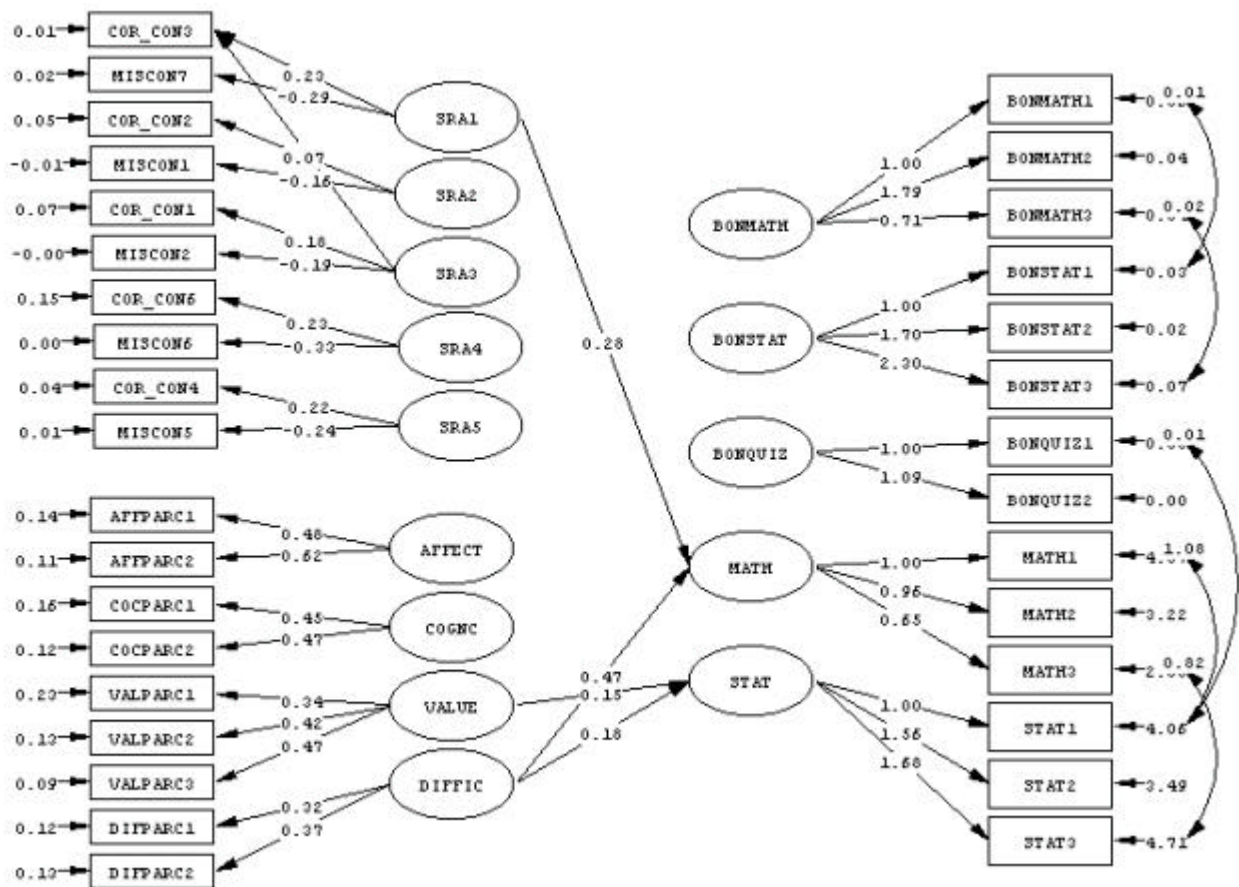 0.01 COR_CON3
0.02 MISCON7
0.05 COR_CON2
-0.01 MISCON1
0.07 COR_CON1
-0.00 MISCON2
0.15 COR_CON6
0.00 MISCON6
0.04 COR_CON4
0.01 MISCON5
0.23
-0.29
0.07
-0.16
0.18
-0.19
0.23
-0.33
0.22
-0.24
SRA1
SRA2
SRA3
SRA4
SRA5
0.14 AFFPARC1
0.11 AFFPARC2
0.16 COCPARC1
0.12 COCPARC2
0.23 VALPARC1
0.13 VALPARC2
0.09 VALPARC3
0.12 DIFPARC1
0.13 DIFPARC2
0.48
0.62
0.45
0.47
0.34
0.42
0.47
0.32
0.37
AFFECT
COGNC
VALUE
DIFFIC
0.28
0.47
0.15
0.18
BONMATH
BONSTAT
BONQUIZ
MATH
STAT
1.00
1.79
0.71
1.00
1.70
2.30
1.00
1.09
1.00
0.96
0.65
1.00
1.56
1.68
BONMATH1 0.01
BONMATH2 0.04
BONMATH3 0.02
BONSTAT1 0.03
BONSTAT2 0.02
BONSTAT3 0.07
BONQUIZ1 0.01
BONQUIZ2 0.00
MATH1 1.08
MATH2 3.22
MATH3 0.82
STAT1 4.06
STAT2 3.49
STAT3 4.71